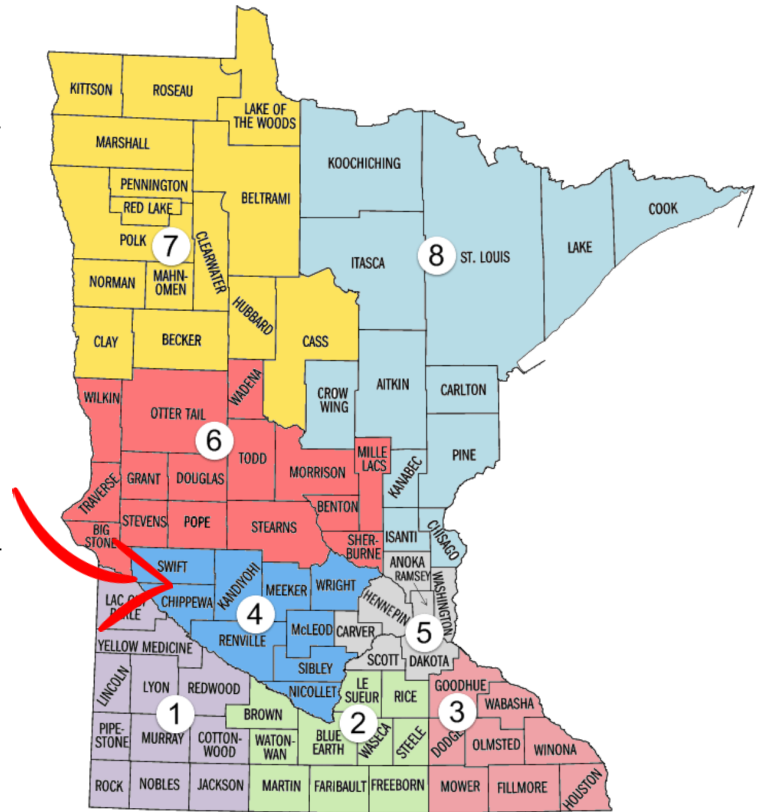 KITTSON
ROSEAU
LAKE OF
THE WOODS
MARSHALL
KOOCHICHING
PENNINGTON
BELTRAMI
RED LAKE
COOK
POLK
7
CLEARWATER
ITASCA
8
ST. LOUIS
LAKE
NORMAN
MAHN-
OMEN
HUBBARD
CLAY
BECKER
CASS
WILKIN
WADENA
CROW
WING
AITKIN
CARLTON
OTTER TAIL
6
TODD
MILLE
LACS
KANABEC
PINE
TRAVERSE
GRANT
DOUGLAS
MORRISON
BENTON
BIG
STONE
STEVENS
POPE
STEARNS
SHER-
BURNE
ISANTI
CHISAGO
SWIFT
KANDIYOHI
MEEKER
WRIGHT
ANOKA
RAMSEY
WASHINGTON
HENNEPIN
LAC QUI
PARLE
CHIPPEWA
4
RENVILLE
McLEOD
CARVER
5
YELLOW MEDICINE
SIBLEY
SCOTT
DAKOTA
LINCOLN
LYON
REDWOOD
NICOLLET
LE
SUEUR
RICE
GOODHUE
WABASHA
1
BROWN
2
3
PIPE-
STONE
MURRAY
COTTON-
WOOD
WATON-
WAN
BLUE
EARTH
WASECA
STEELE
DODGE
OLMSTED
WINONA
ROCK
NOBLES
JACKSON
MARTIN
FARIBAULT
FREEBORN
MOWER
FILLMORE
HOUSTON